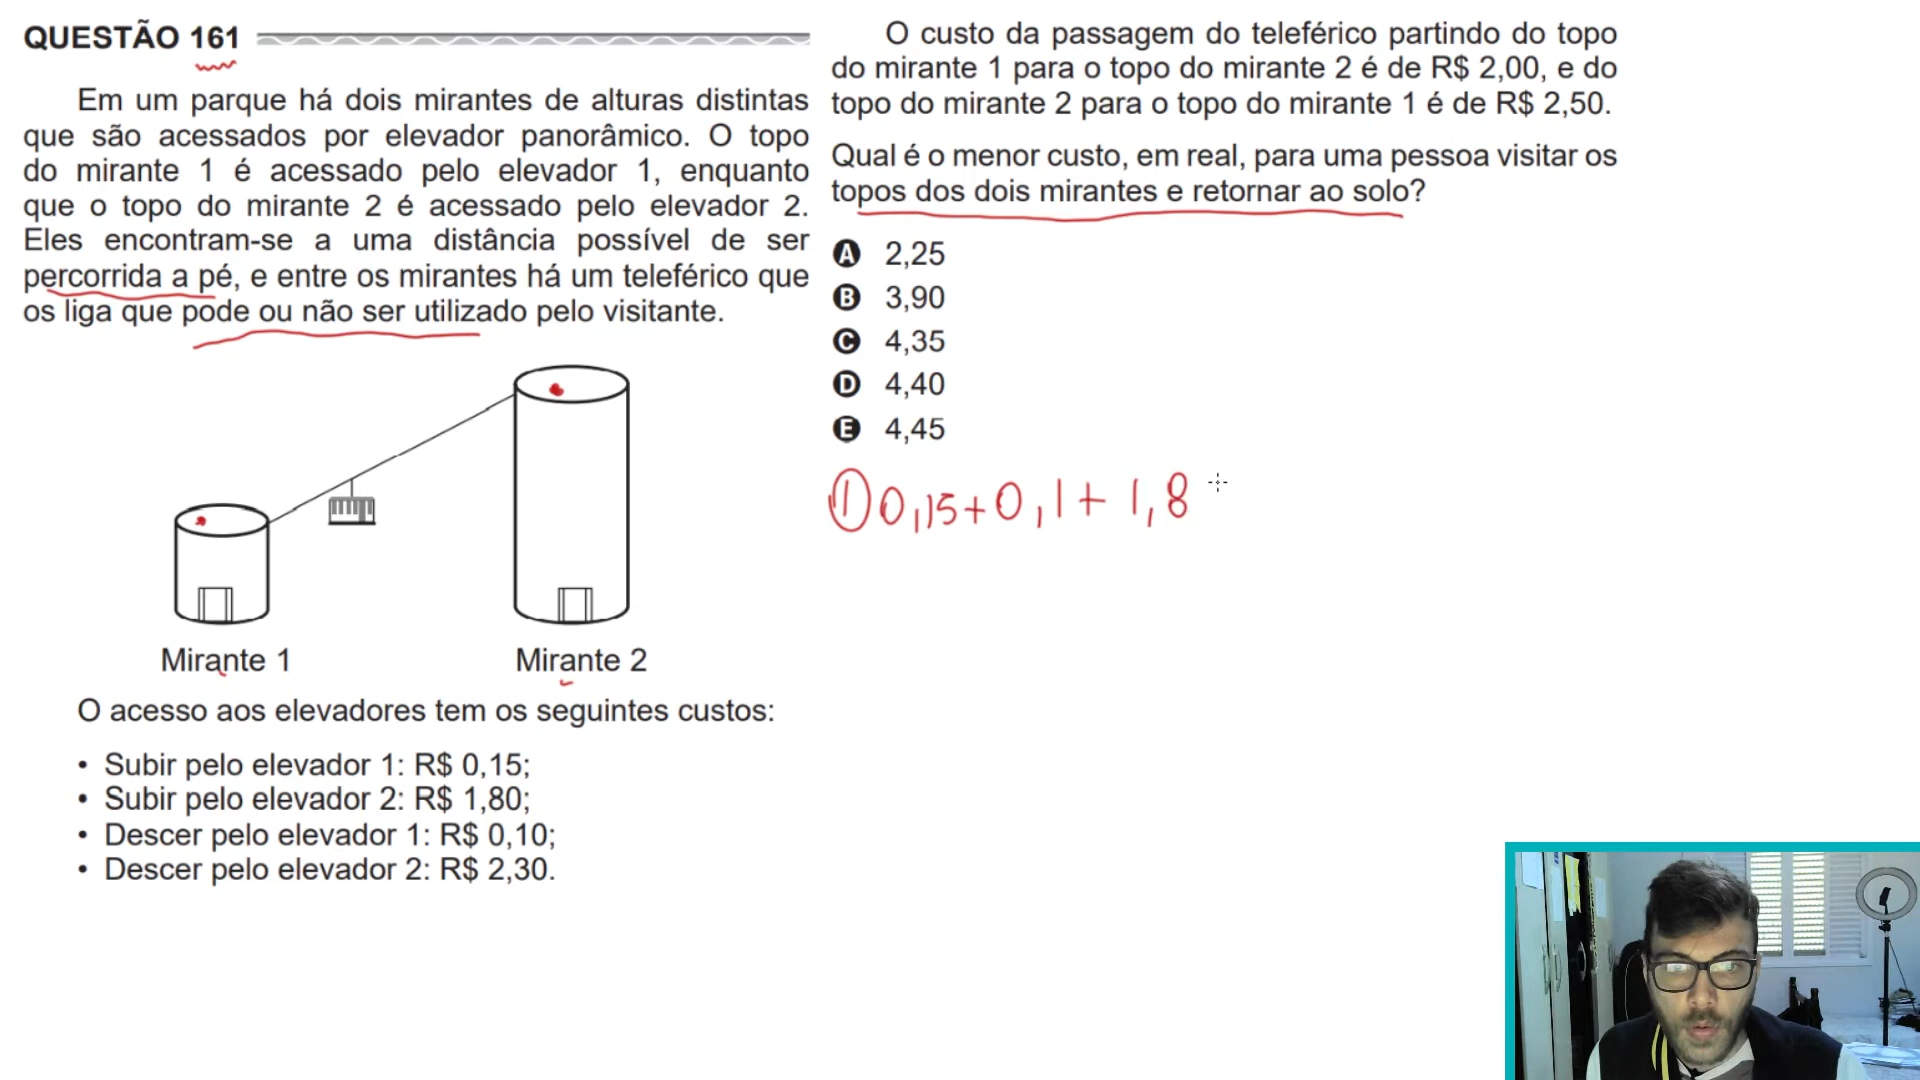 QUESTÃO 161
Em um parque há dois mirantes de alturas distintas
que são acessados por elevador panorâmico. O topo
do mirante 1 é acessado pelo elevador 1, enquanto
que o topo do mirante 2 é acessado pelo elevador 2.
Eles encontram-se a uma distância possível de ser
percorrida a pé, e entre os mirantes há um teleférico que
os liga que pode ou não ser utilizado pelo visitante.
Mirante 1
Mirante 2
O acesso aos elevadores tem os seguintes custos:
• Subir pelo elevador 1: R$ 0,15;
• Subir pelo elevador 2: R$ 1,80;
• Descer pelo elevador 1: R$ 0,10;
• Descer pelo elevador 2: R$ 2,30.
O custo da passagem do teleférico partindo do topo
do mirante 1 para o topo do mirante 2 é de R$ 2,00, e do
topo do mirante 2 para o topo do mirante 1 é de R$ 2,50.
Qual é o menor custo, em real, para uma pessoa visitar os
topos dos dois mirantes e retornar ao solo?
A 2,25
B 3,90
C 4,35
D 4,40
E 4,45
1 0,15+0,1+1,8